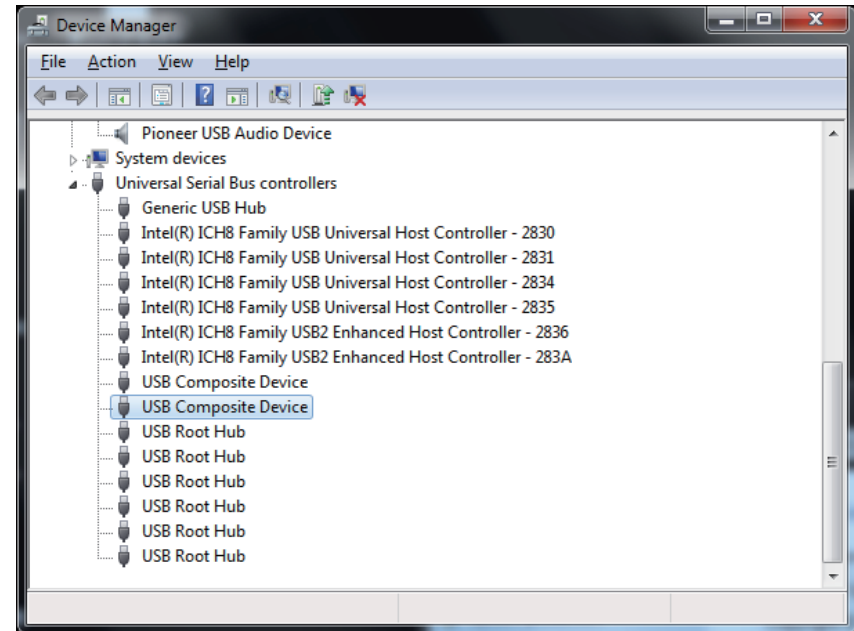 Device Manager
File Action View Help
Pioneer USB Audio Device
System devices
Universal Serial Bus controllers
Generic USB Hub
Intel(R) ICH8 Family USB Universal Host Controller - 2830
Intel(R) ICH8 Family USB Universal Host Controller - 2831
Intel(R) ICH8 Family USB Universal Host Controller - 2834
Intel(R) ICH8 Family USB Universal Host Controller - 2835
Intel(R) ICH8 Family USB2 Enhanced Host Controller - 2836
Intel(R) ICH8 Family USB2 Enhanced Host Controller - 283A
USB Composite Device
USB Composite Device
USB Root Hub
USB Root Hub
USB Root Hub
USB Root Hub
USB Root Hub
USB Root Hub